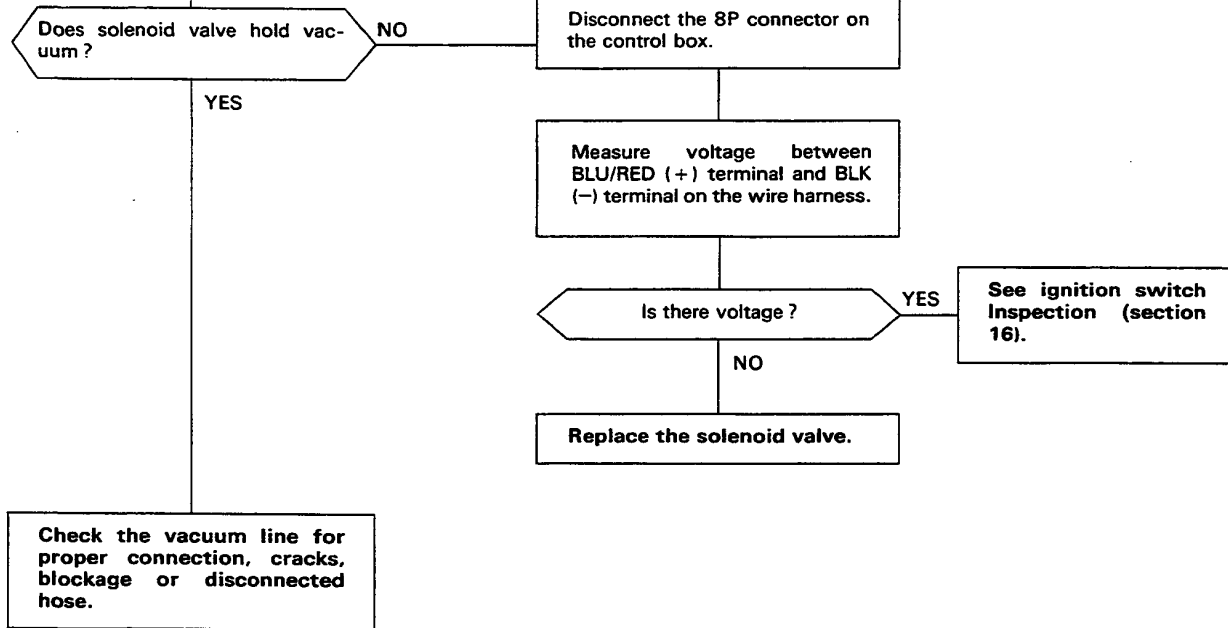 Does solenoid valve hold vac-
uum ?
NO
Disconnect the 8P connector on
the control box.
YES
Measure voltage between
BLU/RED (+) terminal and BLK
(−) terminal on the wire harness.
Is there voltage ?
YES
See ignition switch
Inspection (section
16).
NO
Replace the solenoid valve.
Check the vacuum line for
proper connection, cracks,
blockage or disconnected
hose.